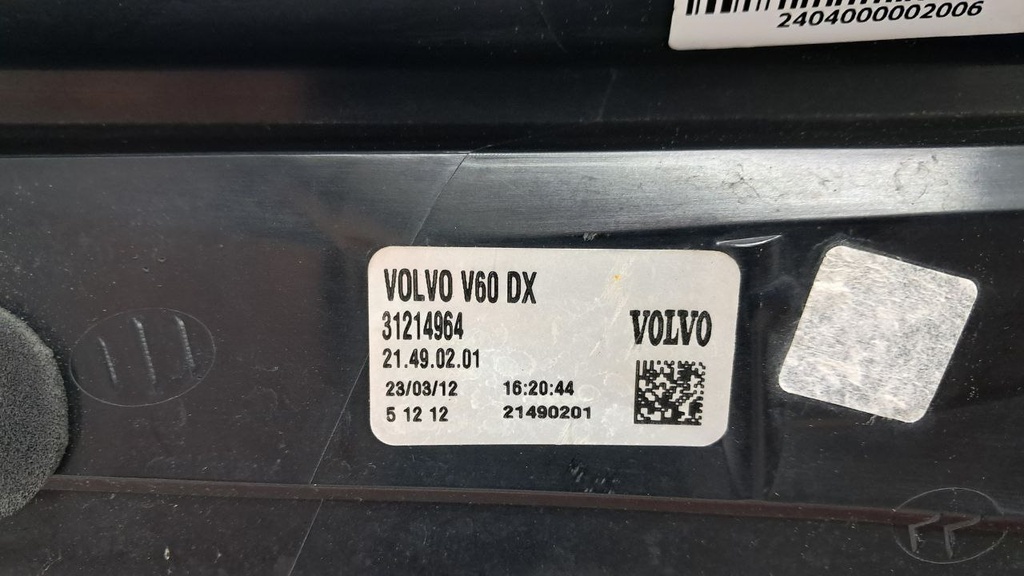 2404000002006
VOLVO V60 DX
31214964
VOLVO
21.49.02.01
23/03/12 16:20:44
5 12 12 21490201
FF